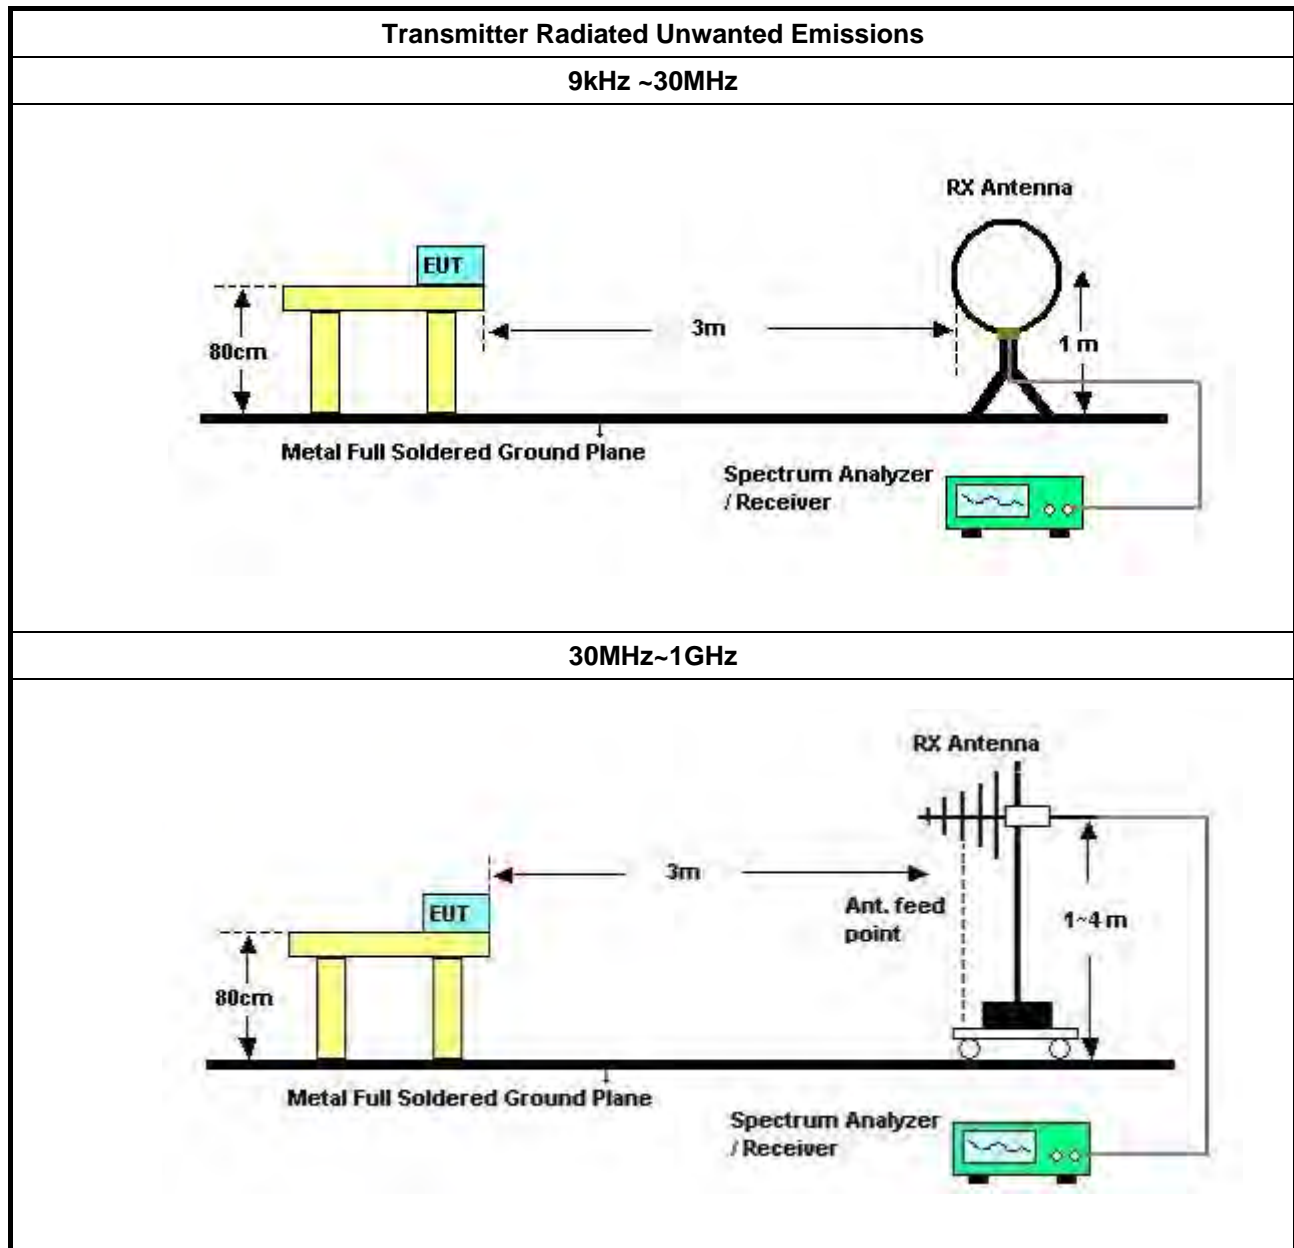 Transmitter Radiated Unwanted Emissions
9kHz ~30MHz
RX Antenna
EUT
3m
80cm
1 m
Metal Full Soldered Ground Plane
Spectrum Analyzer
/ Receiver
30MHz~1GHz
RX Antenna
3m
EUT
Ant. feed
point
1~4 m
80cm
Metal Full Soldered Ground Plane
Spectrum Analyzer
/ Receiver